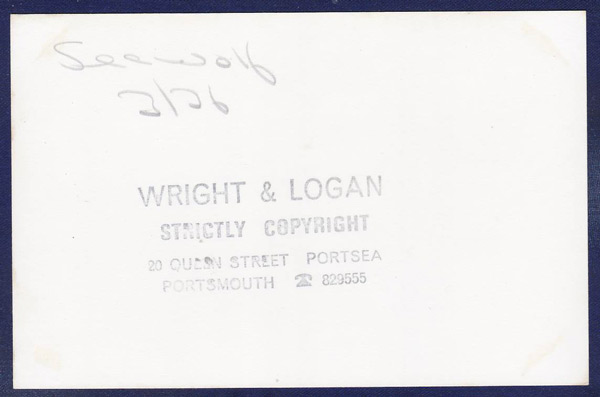 Seawolf
3/76
WRIGHT & LOGAN
STRICTLY COPYRIGHT
20 QUEEN STREET PORTSEA
PORTSMOUTH ☎ 829555